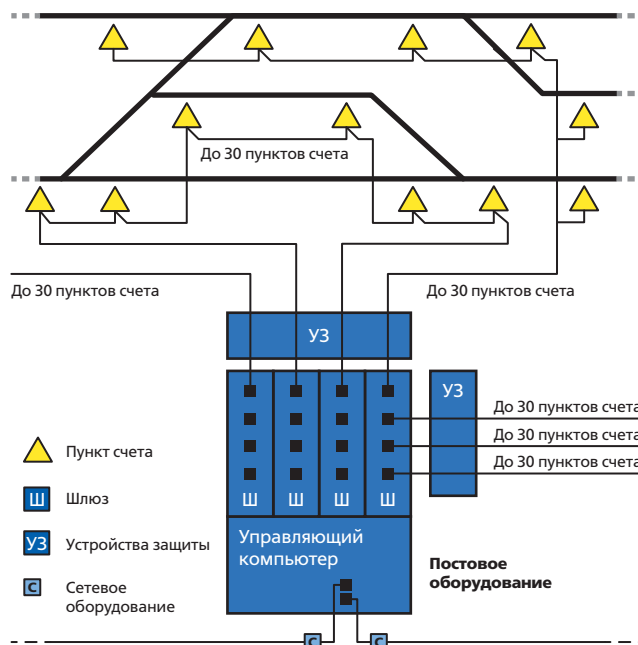 До 30 пунктов счета
До 30 пунктов счета
До 30 пунктов счета
УЗ
УЗ
До 30 пунктов счета
До 30 пунктов счета
До 30 пунктов счета
Пункт счета
Ш Шлюз
Ш Ш Ш Ш
УЗ Устройства защиты
Управляющий
компьютер
Постовое
оборудование
С Сетевое
оборудование
С С